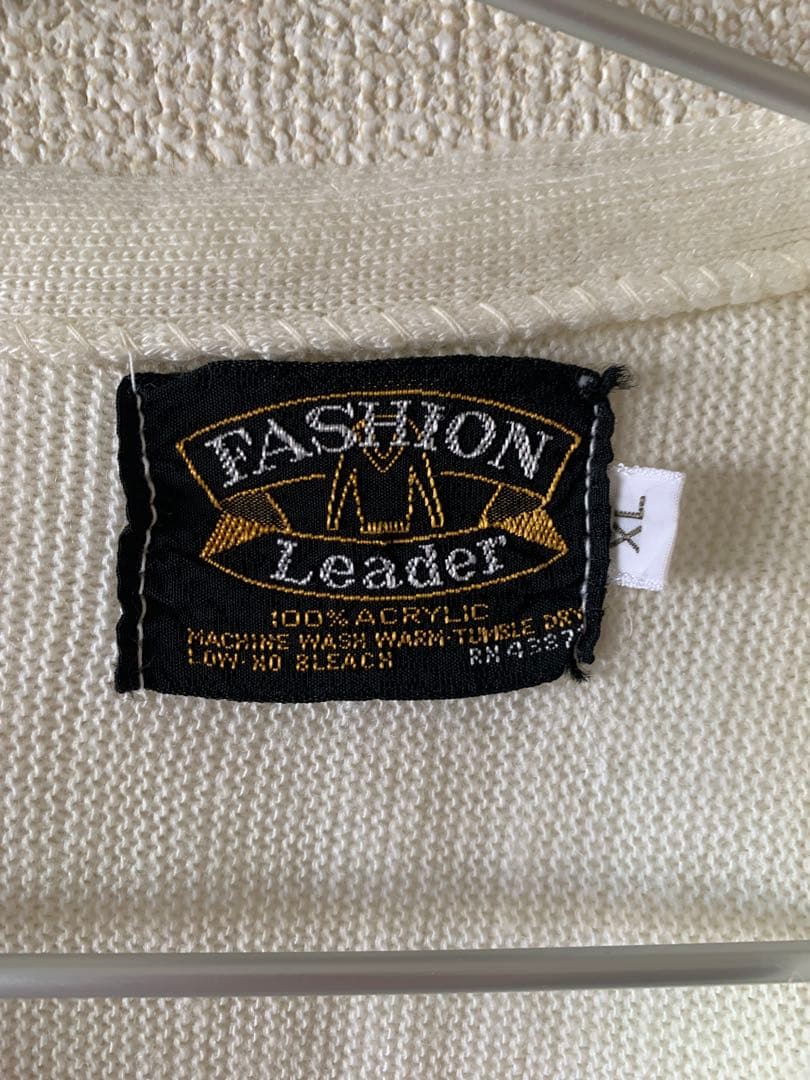 FASHION
Leader
100% ACRYLIC
MACHINE WASH WARM-TUMBLE DRY
LOW-NO BLEACH
XL